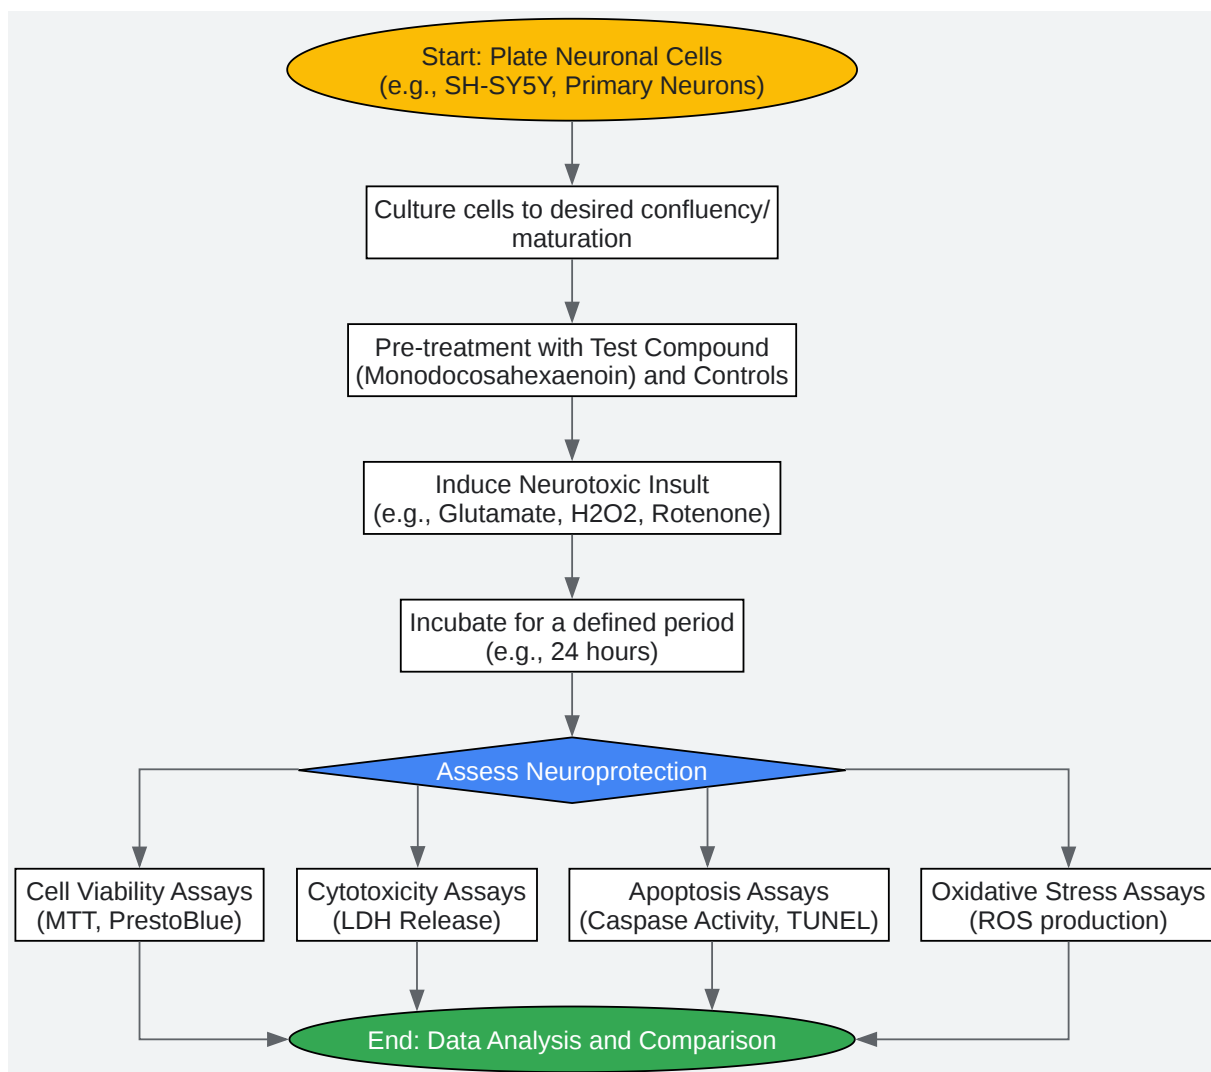 Start: Plate Neuronal Cells
(e.g., SH-SY5Y, Primary Neurons)
Culture cells to desired confluency/
maturation
Pre-treatment with Test Compound
(Monodocosahexaenoin) and Controls
Induce Neurotoxic Insult
(e.g., Glutamate, H2O2, Rotenone)
Incubate for a defined period
(e.g., 24 hours)
Assess Neuroprotection
Cell Viability Assays
(MTT, PrestoBlue)
Cytotoxicity Assays
(LDH Release)
Apoptosis Assays
(Caspase Activity, TUNEL)
Oxidative Stress Assays
(ROS production)
End: Data Analysis and Comparison